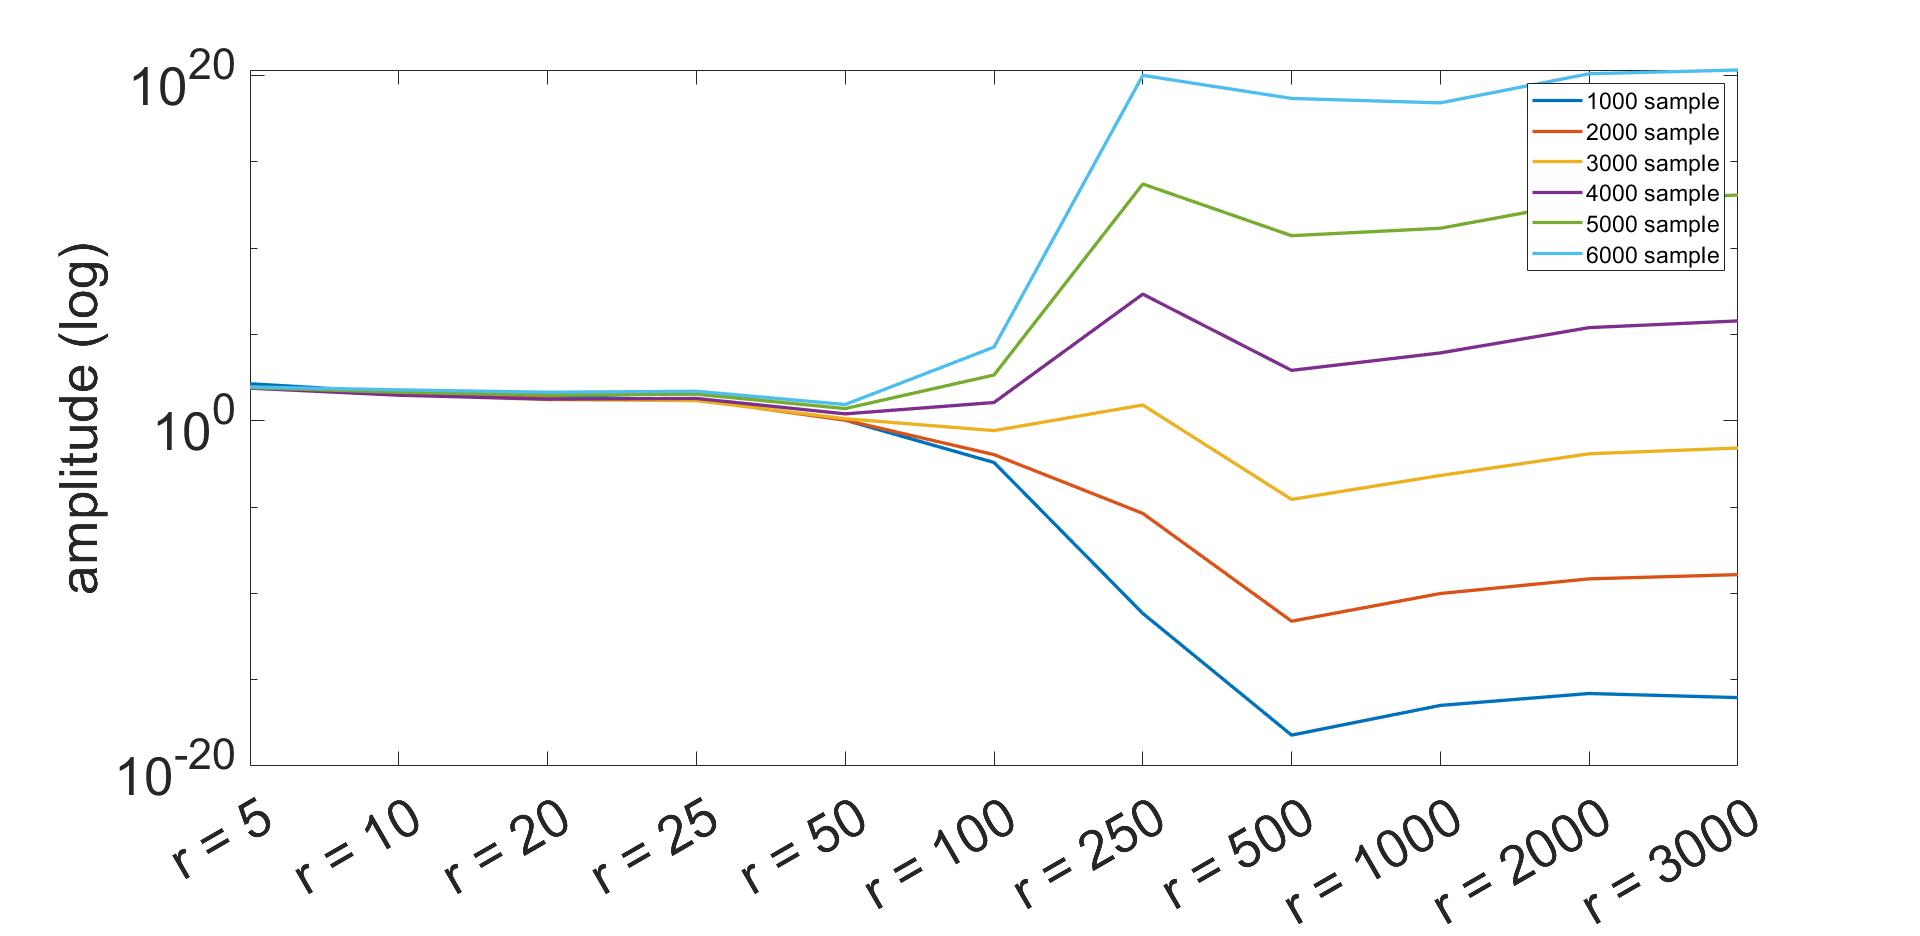 amplitude (log)
10^20
10^0
10^-20
1000 sample
2000 sample
3000 sample
4000 sample
5000 sample
6000 sample
r = 5
r = 10
r = 20
r = 25
r = 50
r = 100
r = 250
r = 500
r = 1000
r = 2000
r = 3000